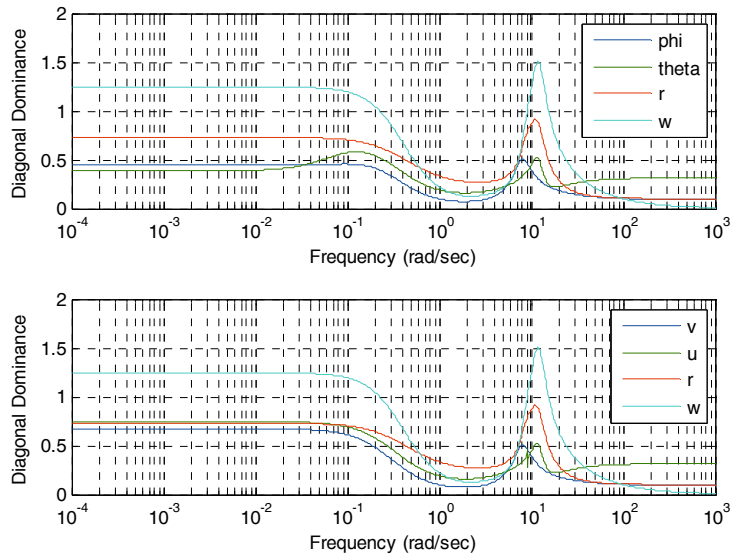 Diagonal Dominance
2
1.5
1
0.5
0
phi
theta
r
w
10^-4 10^-3 10^-2 10^-1 10^0 10^1 10^2 10^3
Frequency (rad/sec)
Diagonal Dominance
2
1.5
1
0.5
0
v
u
r
w
10^-4 10^-3 10^-2 10^-1 10^0 10^1 10^2 10^3
Frequency (rad/sec)